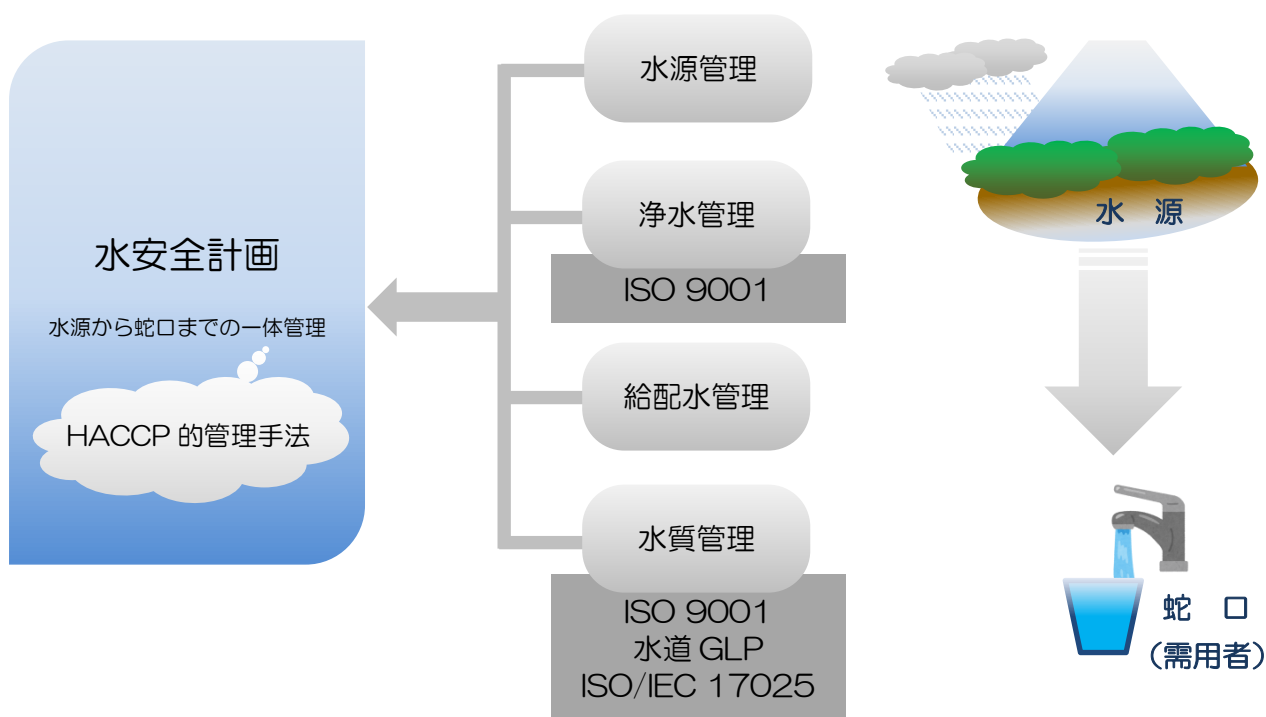 水安全計画
水源から蛇口までの一体管理
HACCP 的管理手法
水源管理
浄水管理
ISO 9001
給配水管理
水質管理
ISO 9001
水道 GLP
ISO/IEC 17025
水 源
蛇 口
(需用者)